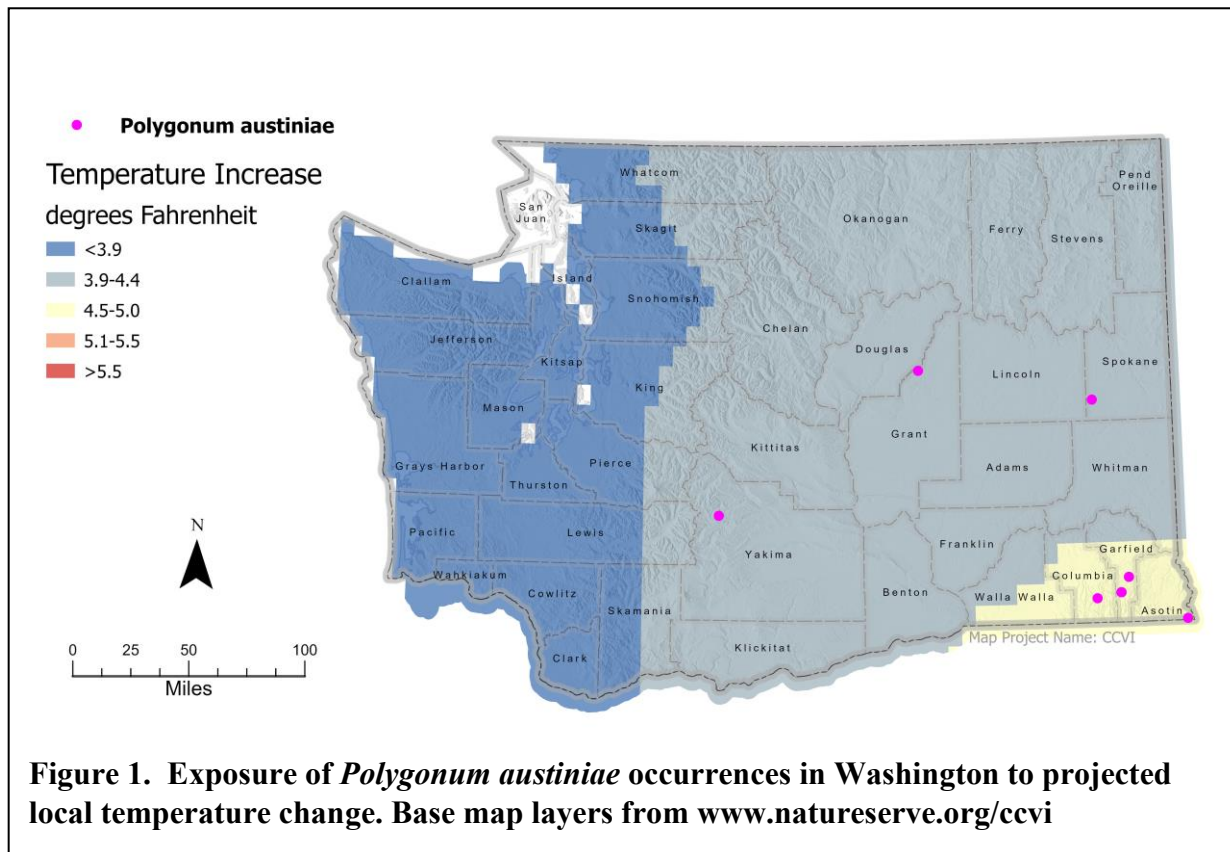 Polygonum austiniae
Temperature Increase
degrees Fahrenheit
<3.9
3.9-4.4
4.5-5.0
5.1-5.5
>5.5
Whatcom
Pend
Oreille
San
Juan
Okanogan
Ferry
Stevens
Skagit
Clallam
Island
Snohomish
Chelan
Jefferson
Douglas
Kitsap
Lincoln
Spokane
King
Mason
Grant
Kittitas
Grays Harbor
Pierce
Adams
Whitman
Thurston
Pacific
Lewis
Yakima
Franklin
Garfield
Wahkiakum
Columbia
Cowlitz
Skamania
Benton
Walla Walla
Asotin
Map Project Name: CCVI
Klickitat
Clark
N
0 25 50 100
Miles
Figure 1. Exposure of Polygonum austiniae occurrences in Washington to projected
local temperature change. Base map layers from www.natureserve.org/ccvi